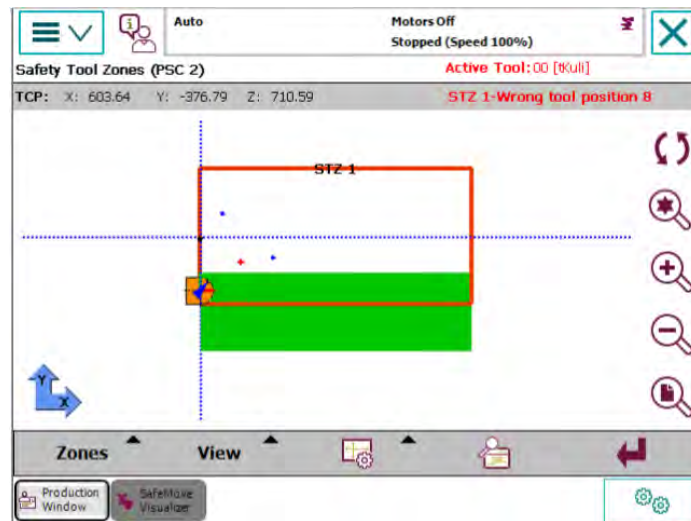 Auto
Motors Off
Stopped (Speed 100%)
Safety Tool Zones (PSC 2)
Active Tool: 00 [tKuli]
TCP: X: 603.64 Y: -376.79 Z: 710.59
STZ 1-Wrong tool position 8
STZ 1
Y
X
Zones
View
Production
Window
SafeMove
Visualizer